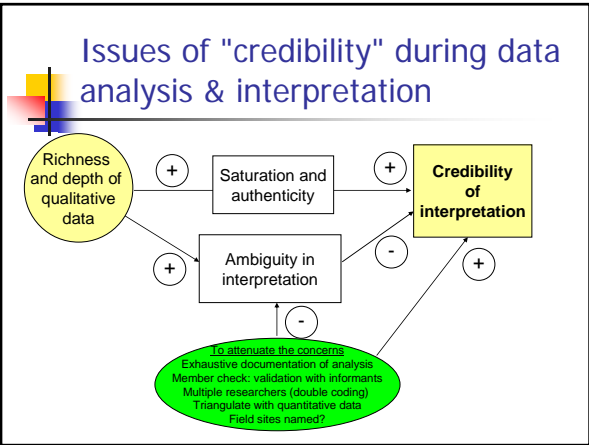 Issues of "credibility" during data
analysis & interpretation
Richness
and depth of
qualitative
data
+
Saturation and
authenticity
+
Credibility
of
interpretation
+
Ambiguity in
interpretation
-
+
-
To attenuate the concerns
Exhaustive documentation of analysis
Member check: validation with informants
Multiple researchers (double coding)
Triangulate with quantitative data
Field sites named?